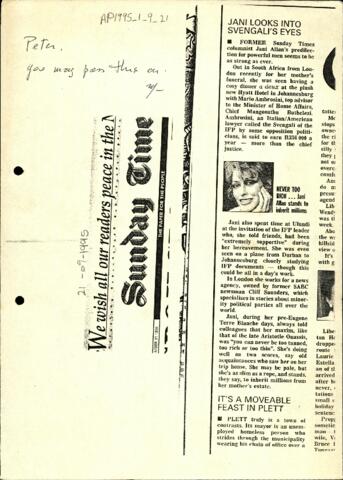 AP1995_1_9_21
Peter,
you may pass this on.
We wish all our readers peace in the N
Sunday Time
THE PAPER FOR THE PEOPLE
21-07-1995
JANI LOOKS INTO
SVENGALI'S EYES
■ FORMER Sunday Times
columnist Jani Allan's predilec-
tion for powerful men seems to be
as strong as ever.
Out in South Africa from Lon-
don recently for her mother's
funeral, she was seen having a
cosy dinner à deux at the plush
new Hyatt Hotel in Johannesburg
with Mario Ambrosini, top advisor
to the Minister of Home Affairs,
Chief Mangosuthu Buthelezi.
Ambrosini, an Italian/American
lawyer called the Svengali of the
IFP by some opposition politi-
cians, is said to earn R356 000 a
year — more than the chief
justice.
NEVER TOO
RICH ... Jani
Allan stands to
inherit millions
Jani also spent time at Ulundi
at the invitation of the IFP leader
who, she told friends, had been
"extremely supportive" during
her bereavement. She was even
seen on a plane from Durban to
Johannesburg closely studying
IFP documents — though this
could be all in a day's work.
In London she works for a news
agency, owned by former SABC
newsman Cliff Saunders, which
specialises in stories about minor-
ity political parties all over the
world.
Jani, during her pre-Eugene
Terre Blanche days, always told
colleagues that her maxim, like
that of the late Aristotle Onassis,
was "you can never be too tanned,
too rich or too thin". She's doing
well on two scores, say old
acquaintances who saw her on her
trip home. She may be pale, but
she's as slim as a rope, and stands,
they say, to inherit millions from
her mother's estate.
IT'S A MOVEABLE
FEAST IN PLETT
■ PLETT truly is a town of
contrasts. Its mayor is an unem-
ployed homeless person who
strides through the municipality
wearing his chain of office over a